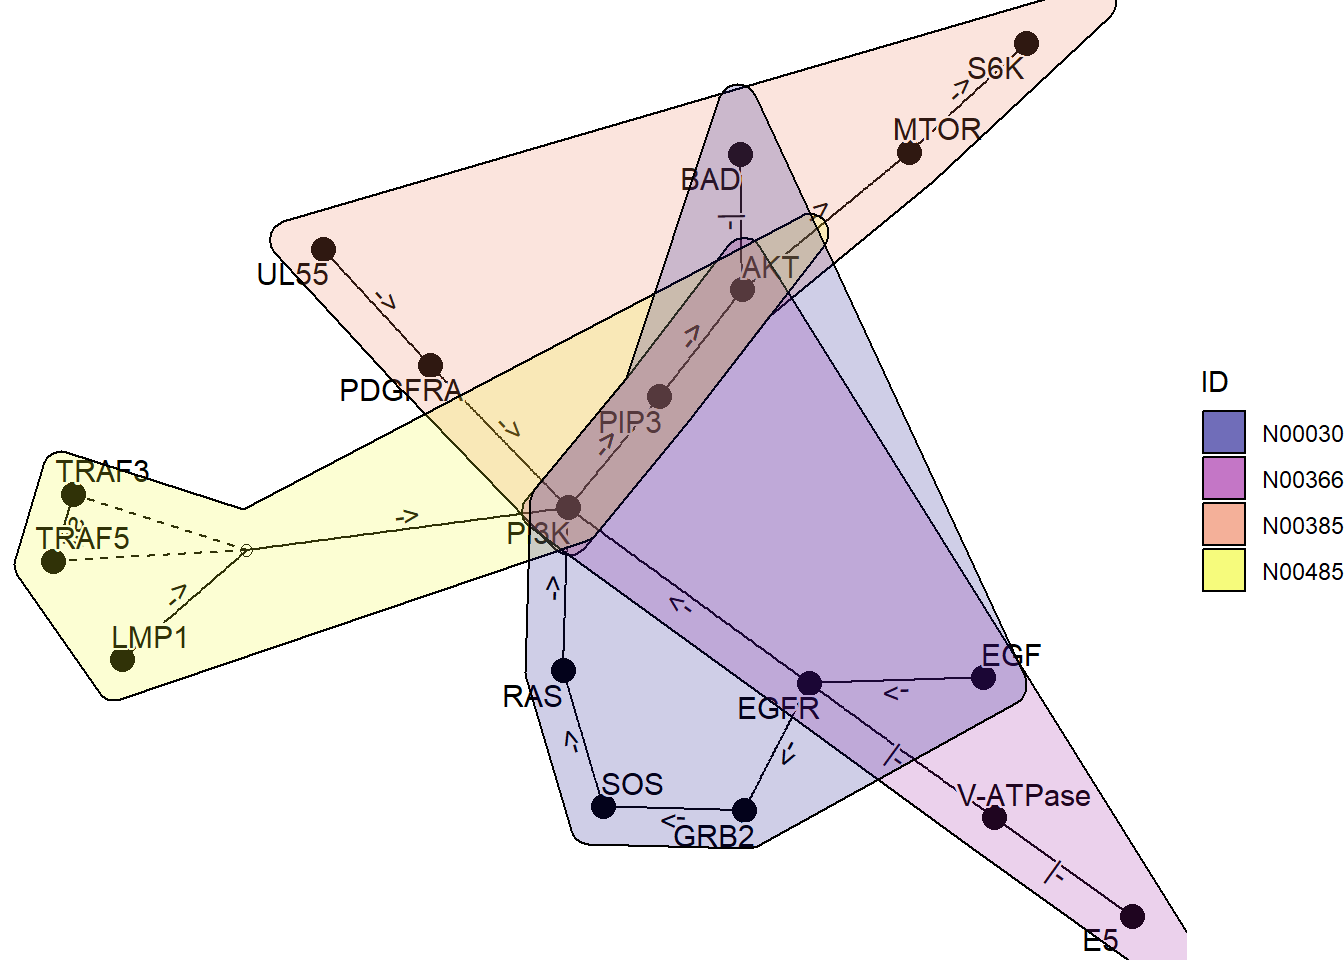 S6K
->
MTOR
BAD
|-
->
AKT
UL55
->
->
PDGFRA
->
PIP3
->
TRAF3
TRAF5
->
->
LMP1
PI3K
->
->
EGF
->
RAS
EGFR
->
->
|-
SOS
V-ATPase
->
GRB2
|-
E5
ID
N00030
N00366
N00385
N00485